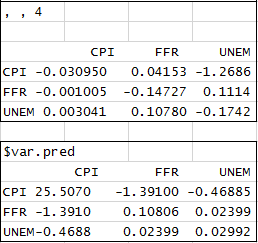 , , 4
CPI FFR UNEM
CPI -0.030950 0.04153 -1.2686
FFR -0.001005 -0.14727 0.1114
UNEM 0.003041 0.10780 -0.1742
$var.pred
CPI FFR UNEM
CPI 25.5070 -1.39100 -0.46885
FFR -1.3910 0.10806 0.02399
UNEM-0.4688 0.02399 0.02992